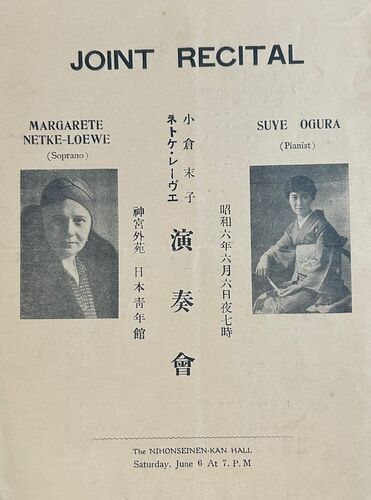 JOINT RECITAL
MARGARETE
NETKE-LOEWE
(Soprano)
SUYE OGURA
(Pianist)
小倉末子
ネトケ・レーヴエ
演奏會
昭和六年六月六日夜七時
神宮外苑 日本青年館
The NIHONSEINEN-KAN HALL
Saturday, June 6 At 7. P. M